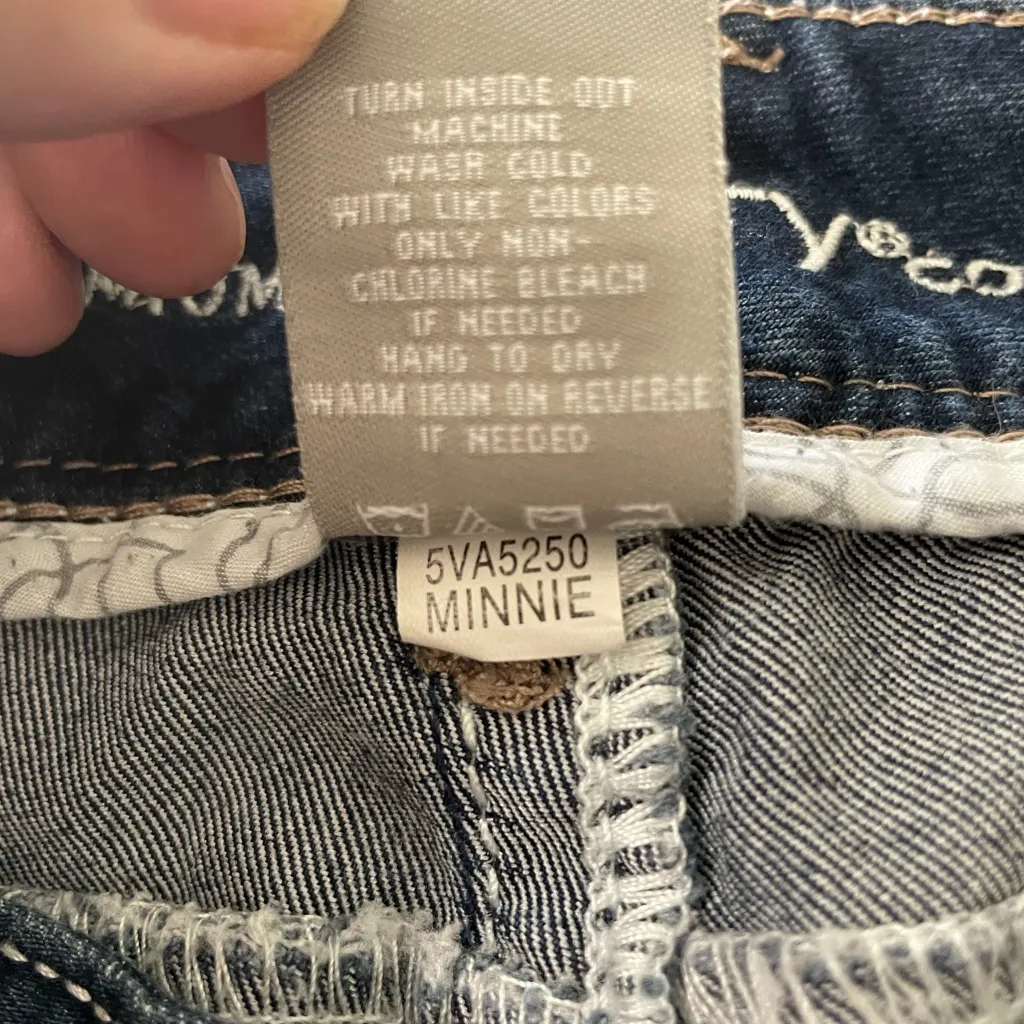 TURN INSIDE OUT
MACHINE
WASH COLD
WITH LIKE COLORS
ONLY NON-
CHLORINE BLEACH
IF NEEDED
HANG TO DRY
WARM IRON ON REVERSE
IF NEEDED
5VA5250
MINNIE